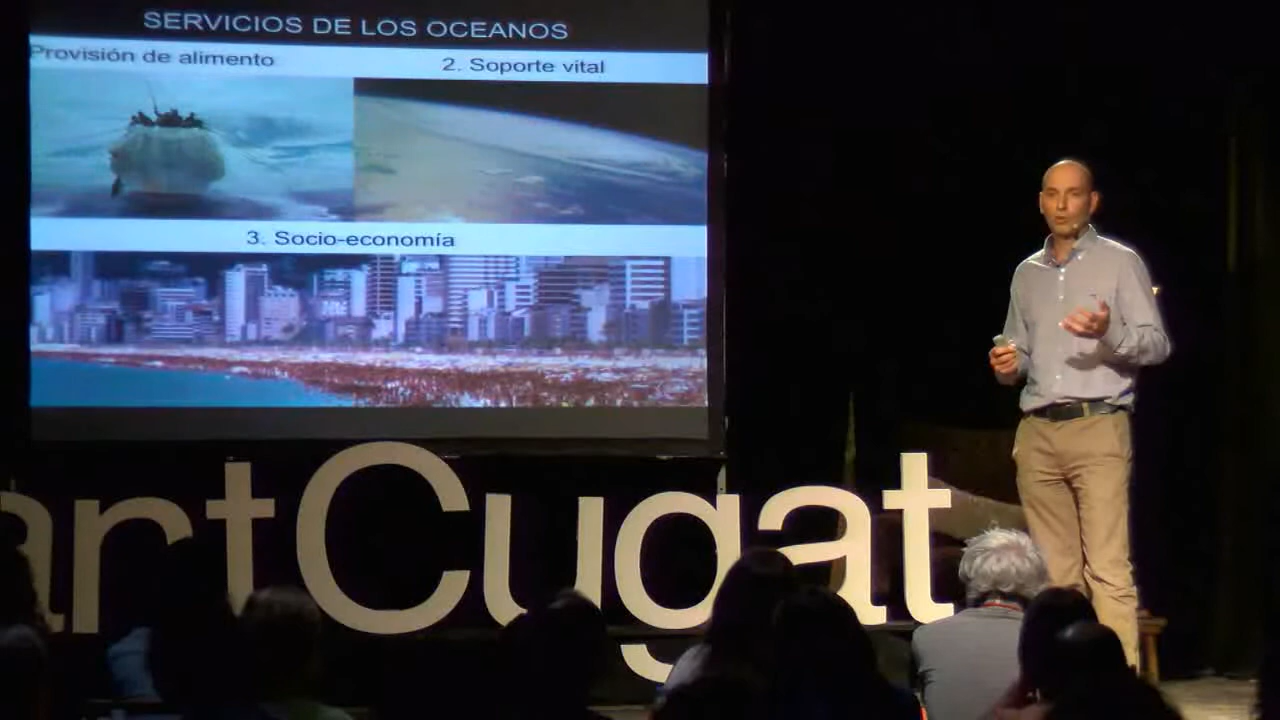 SERVICIOS DE LOS OCEANOS
Provisión de alimento
2. Soporte vital
3. Socio-economía
antCugat